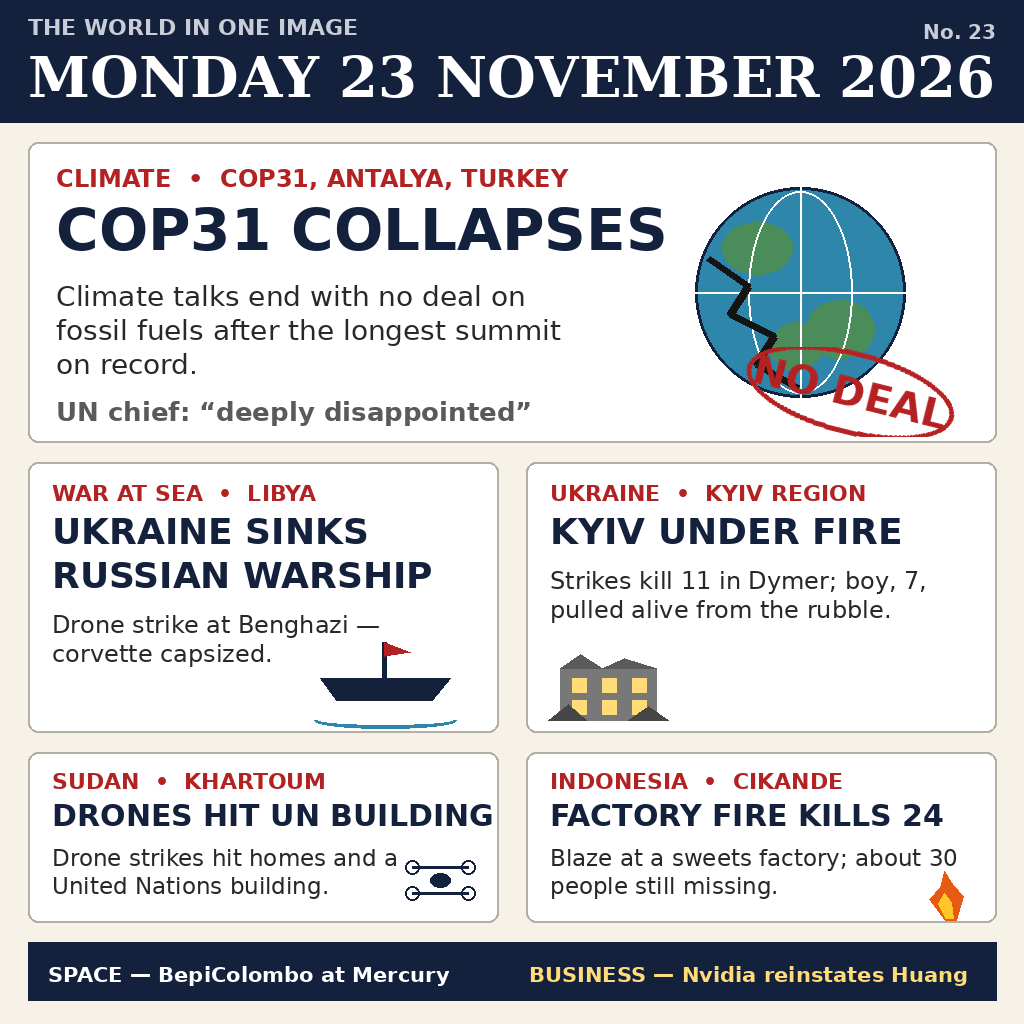 THE WORLD IN ONE IMAGE
No. 23
MONDAY 23 NOVEMBER 2026
CLIMATE • COP31, ANTALYA, TURKEY
COP31 COLLAPSES
Climate talks end with no deal on
fossil fuels after the longest summit
on record.
UN chief: “deeply disappointed”
NO DEAL
WAR AT SEA • LIBYA
UKRAINE SINKS
RUSSIAN WARSHIP
Drone strike at Benghazi —
corvette capsized.
UKRAINE • KYIV REGION
KYIV UNDER FIRE
Strikes kill 11 in Dymer; boy, 7,
pulled alive from the rubble.
SUDAN • KHARTOUM
DRONES HIT UN BUILDING
Drone strikes hit homes and a
United Nations building.
INDONESIA • CIKANDE
FACTORY FIRE KILLS 24
Blaze at a sweets factory; about 30
people still missing.
SPACE — BepiColombo at Mercury
BUSINESS — Nvidia reinstates Huang